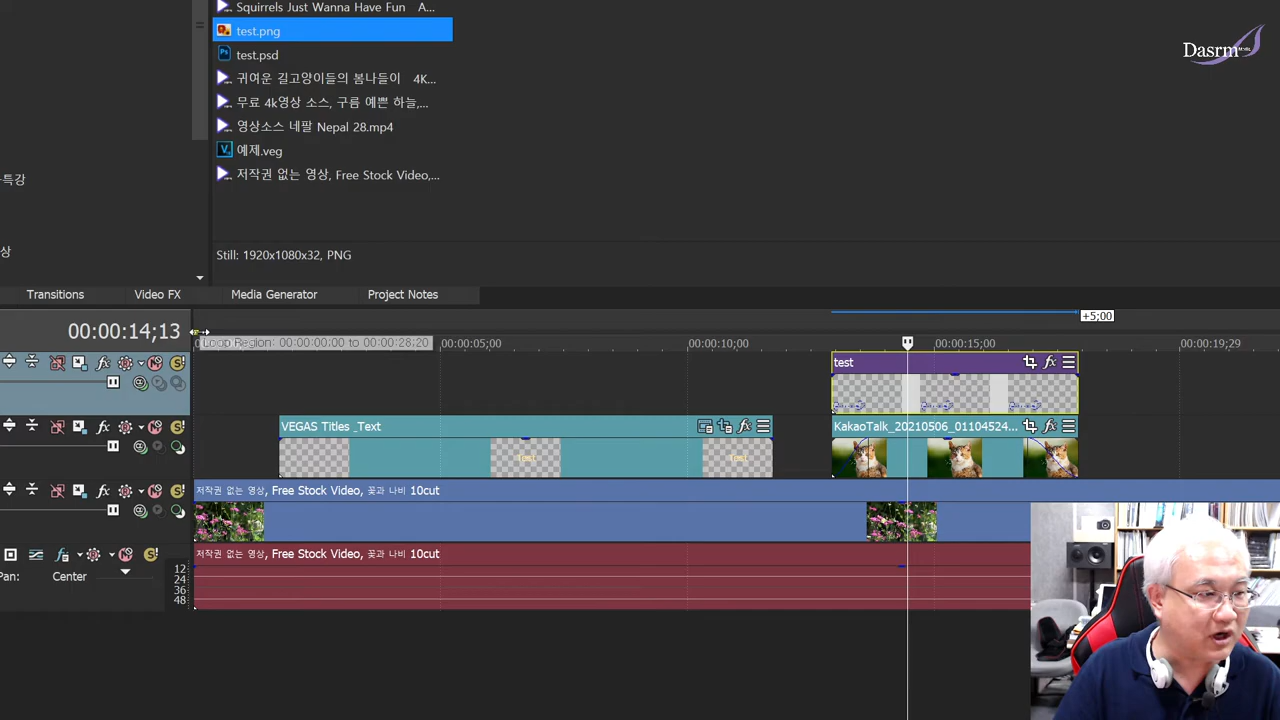 Squirrels Just Wanna Have Fun A...
test.png
test.psd
귀여운 길고양이들의 봄나들이 4K...
무료 4k영상 소스, 구름 예쁜 하늘,...
영상소스 네팔 Nepal 28.mp4
예제.veg
저작권 없는 영상, Free Stock Video,...
특강
상
Dasrm Media
Still: 1920x1080x32, PNG
Transitions
Video FX
Media Generator
Project Notes
00:00:14,13
+5;00
Loop Region: 00:00:00;00 to 00:00:28;20
00:00:05;00
00:00:10;00
00:00:15;00
00:00:19;29
test
VEGAS Titles _Text
KakaoTalk_20210506_01104524...
저작권 없는 영상, Free Stock Video, 꽃과 나비 10cut
저작권 없는 영상, Free Stock Video, 꽃과 나비 10cut
Pan:
Center
12
24
36
48